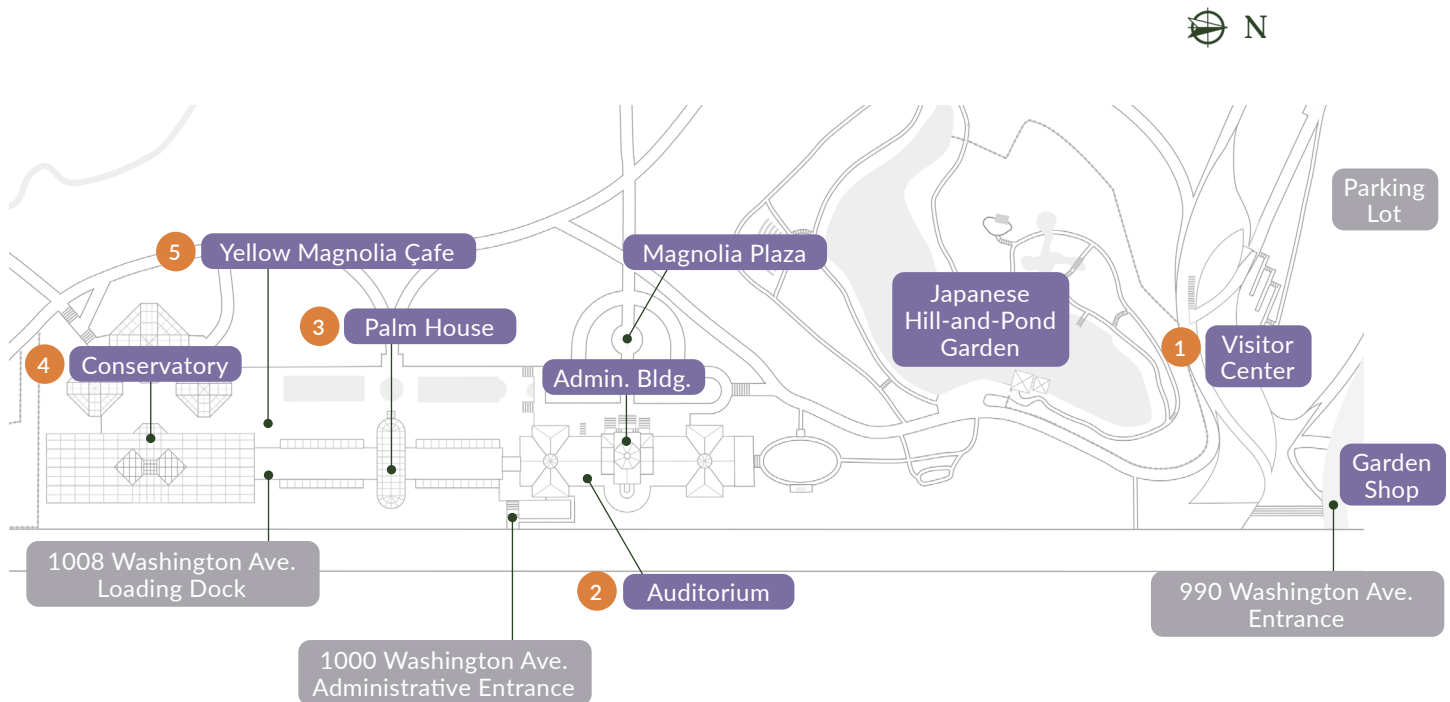 N
Parking
Lot
5
Yellow Magnolia Çafe
Magnolia Plaza
Japanese
Hill-and-Pond
Garden
3
Palm House
1
Visitor
Center
4
Conservatory
Admin. Bldg.
Garden
Shop
1008 Washington Ave.
Loading Dock
2
Auditorium
990 Washington Ave.
Entrance
1000 Washington Ave.
Administrative Entrance